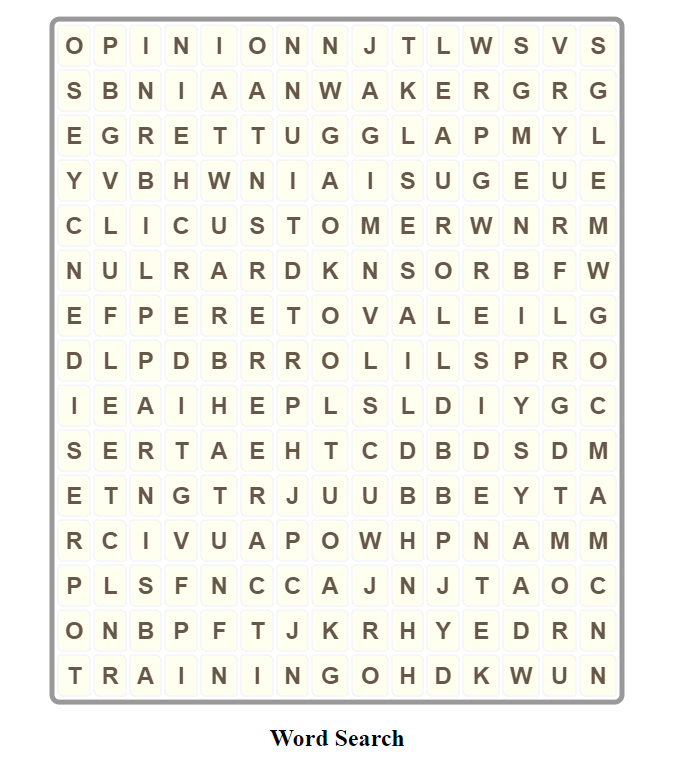 O P I N I O N N J T L W S V S
S B N I A A N W A K E R G R G
E G R E T T U G G L A P M Y L
Y V B H W N I A I S U G E U E
C L I C U S T O M E R W N R M
N U L R A R D K N S O R B F W
E F P E R E T O V A L E I L G
D L P D B R R O L I L S P R O
I E A I H E P L S L D I Y G C
S E R T A E H T C D B D S D M
E T N G T R J U U B B E Y T A
R C I V U A P O W H P N A M M
P L S F N C C A J N J T A O C
O N B P F T J K R H Y E D R N
T R A I N I N G O H D K W U N
Word Search